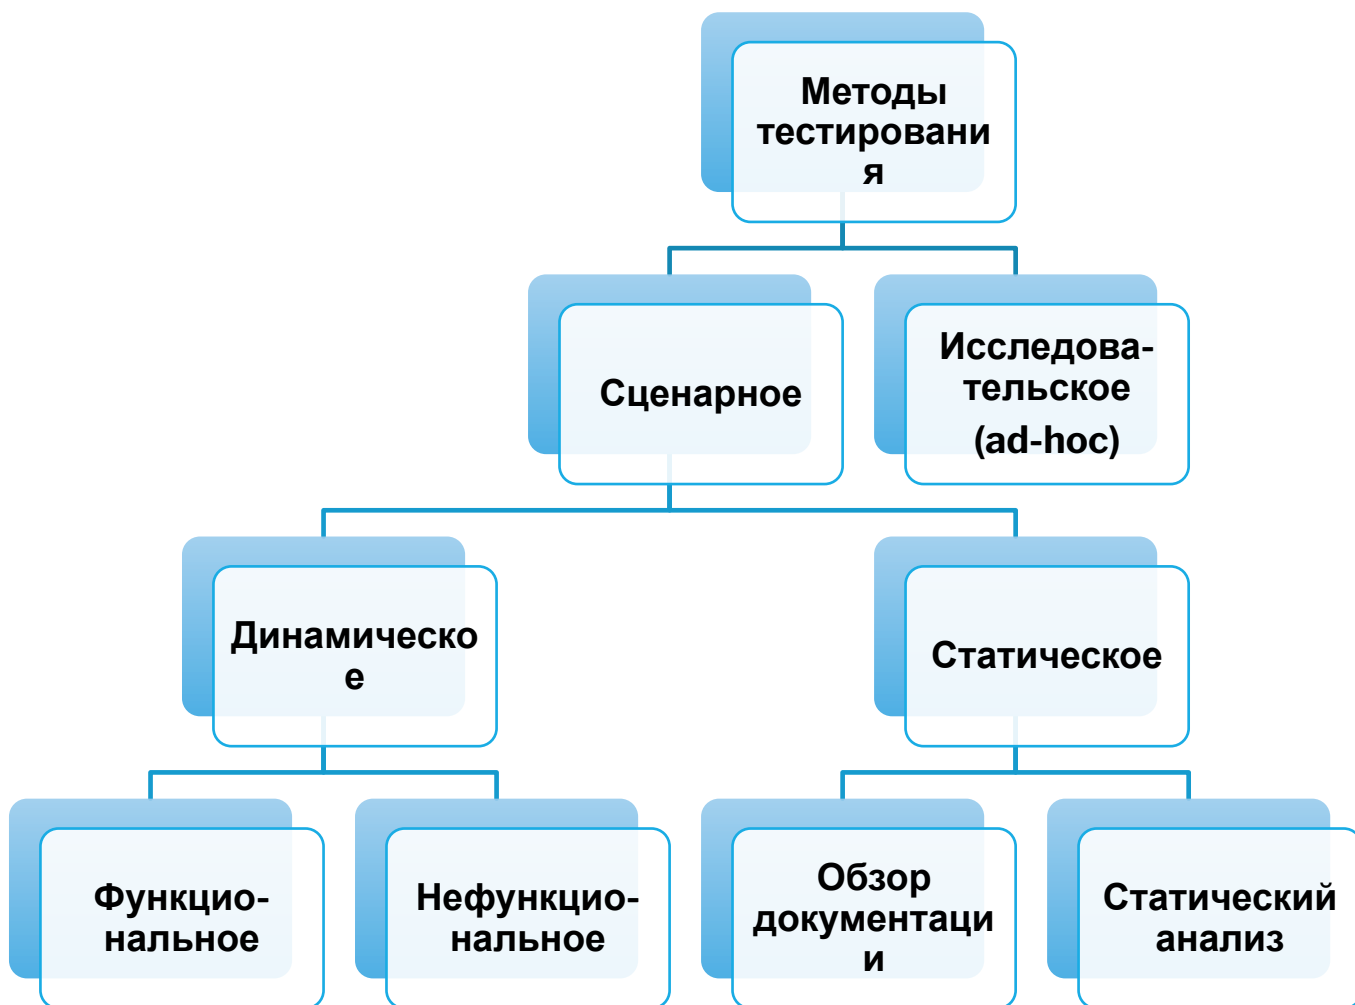 Методы
тестировани
я
Сценарное
Исследова-
тельское
(ad-hoc)
Динамическо
е
Статическое
Функцио-
нальное
Нефункцио-
нальное
Обзор
документаци
и
Статический
анализ